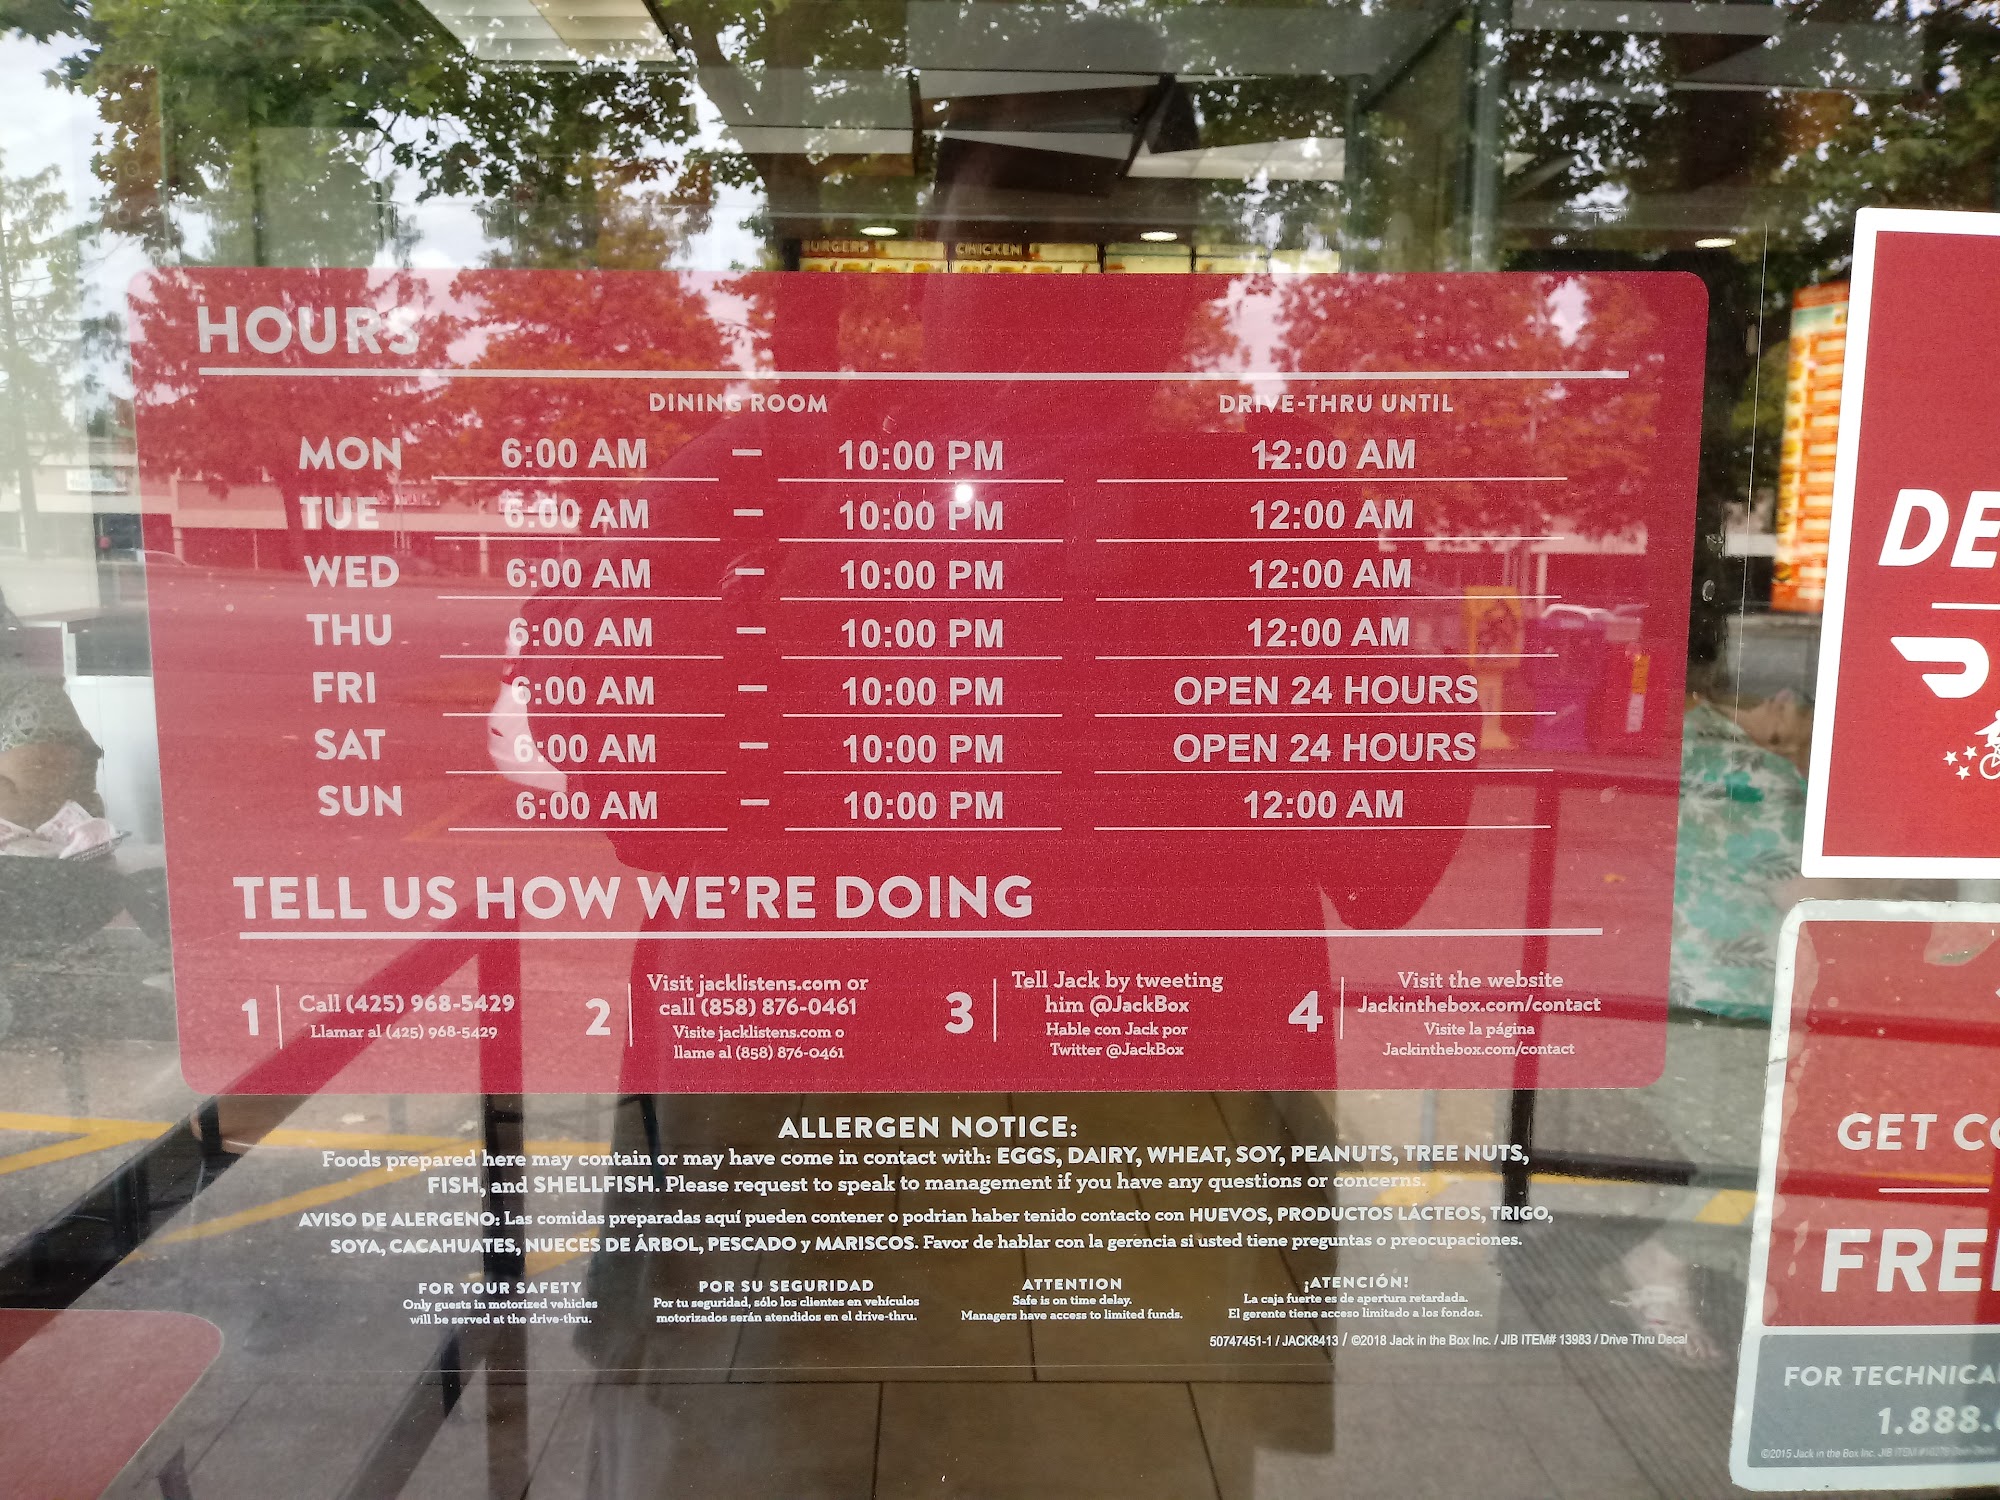 BURGERS CHICKEN
HOURS
DINING ROOM DRIVE-THRU UNTIL
MON 6:00 AM — 10:00 PM 12:00 AM
TUE 6:00 AM — 10:00 PM 12:00 AM
WED 6:00 AM — 10:00 PM 12:00 AM
THU 6:00 AM — 10:00 PM 12:00 AM
FRI 6:00 AM — 10:00 PM OPEN 24 HOURS
SAT 6:00 AM — 10:00 PM OPEN 24 HOURS
SUN 6:00 AM — 10:00 PM 12:00 AM
TELL US HOW WE'RE DOING
1 Call (425) 968-5429
Llamar al (425) 968-5429
2 Visit jacklistens.com or
call (858) 876-0461
Visite jacklistens.com o
llame al (858) 876-0461
3 Tell Jack by tweeting
him @JackBox
Hable con Jack por
Twitter @JackBox
4 Visit the website
Jackinthebox.com/contact
Visite la página
Jackinthebox.com/contact
ALLERGEN NOTICE:
Foods prepared here may contain or may have come in contact with: EGGS, DAIRY, WHEAT, SOY, PEANUTS, TREE NUTS,
FISH, and SHELLFISH. Please request to speak to management if you have any questions or concerns.
AVISO DE ALERGENO: Las comidas preparadas aquí pueden contener o podrian haber tenido contacto con HUEVOS, PRODUCTOS LÁCTEOS, TRIGO,
SOYA, CACAHUATES, NUECES DE ÁRBOL, PESCADO y MARISCOS. Favor de hablar con la gerencia si usted tiene preguntas o preocupaciones.
FOR YOUR SAFETY
Only guests in motorized vehicles
will be served at the drive-thru.
POR SU SEGURIDAD
Por tu seguridad, sólo los clientes en vehículos
motorizados serán atendidos en el drive-thru.
ATTENTION
Safe is on time delay.
Managers have access to limited funds.
¡ATENCIÓN!
La caja fuerte es de apertura retardada.
El gerente tiene acceso limitado a los fondos.
50747451-1 / JACK8413 / ©2018 Jack in the Box Inc. / JIB ITEM# 13983 / Drive Thru Decal
DE
GET CO
FRE
FOR TECHNICA
1.888.
©2015 Jack in the Box Inc. JIB ITEM